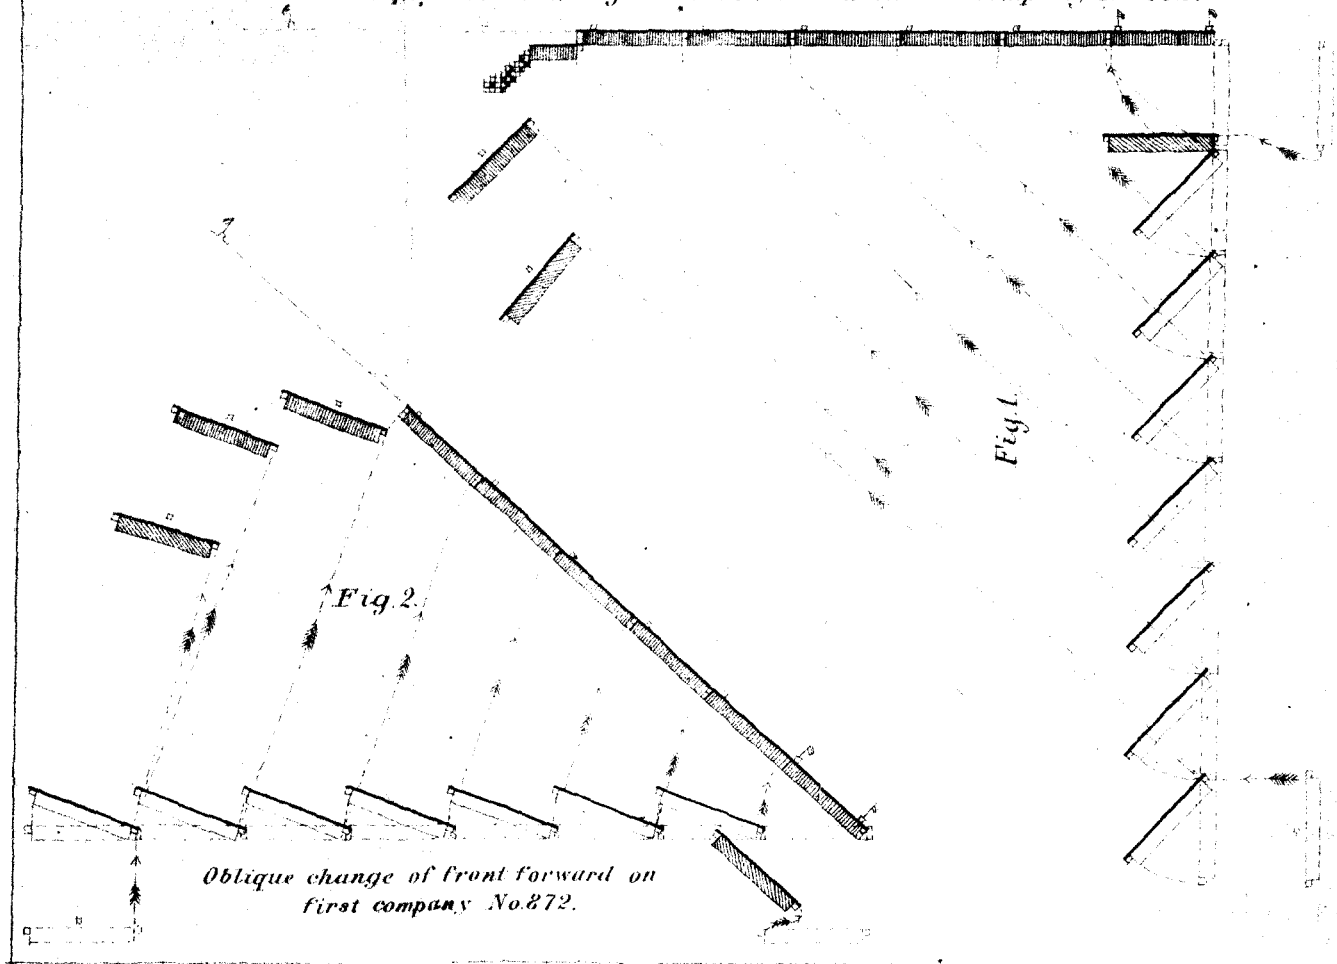 Fig. 1.
Fig. 2.
Oblique change of front forward on
first company No. 872.